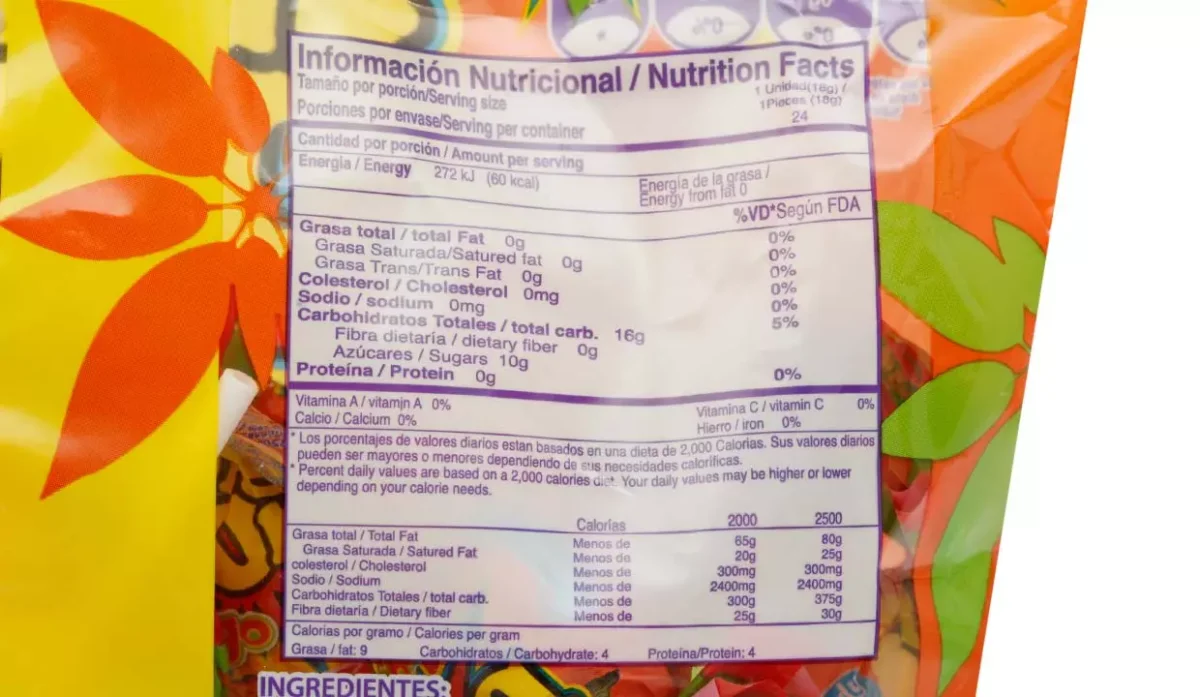 Información Nutricional / Nutrition Facts
Tamaño por porción/Serving size 1 Unidad(18g) /
1Pieces (18g)
Porciones por envase/Serving per container 24
Cantidad por porción / Amount per serving
Energía / Energy 272 kJ (60 kcal) Energía de la grasa /
Energy from fat 0
%VD*Según FDA
Grasa total / total Fat 0g 0%
Grasa Saturada/Satured fat 0g 0%
Grasa Trans/Trans Fat 0g 0%
Colesterol / Cholesterol 0mg 0%
Sodio / sodium 0mg 0%
Carbohidratos Totales / total carb. 16g 5%
Fibra dietaría / dietary fiber 0g
Azúcares / Sugars 10g
Proteína / Protein 0g 0%
Vitamina A / vitamin A 0% Vitamina C / vitamin C 0%
Calcio / Calcium 0% Hierro / iron 0%
* Los porcentajes de valores diarios estan basados en una dieta de 2,000 Calorias. Sus valores diarios
pueden ser mayores o menores dependiendo de sus necesidades calorificas.
* Percent daily values are based on a 2,000 calories diet. Your daily values may be higher or lower
depending on your calorie needs.
Calorías 2000 2500
Grasa total / Total Fat Menos de 65g 80g
Grasa Saturada / Satured Fat Menos de 20g 25g
colesterol / Cholesterol Menos de 300mg 300mg
Sodio / Sodium Menos de 2400mg 2400mg
Carbohidratos Totales / total carb. Menos de 300g 375g
Fibra dietaría / Dietary fiber Menos de 25g 30g
Calorías por gramo / Calories per gram
Grasa / fat: 9 Carbohidratos / Carbohydrate: 4 Proteína/Protein: 4
INGREDIENTES: